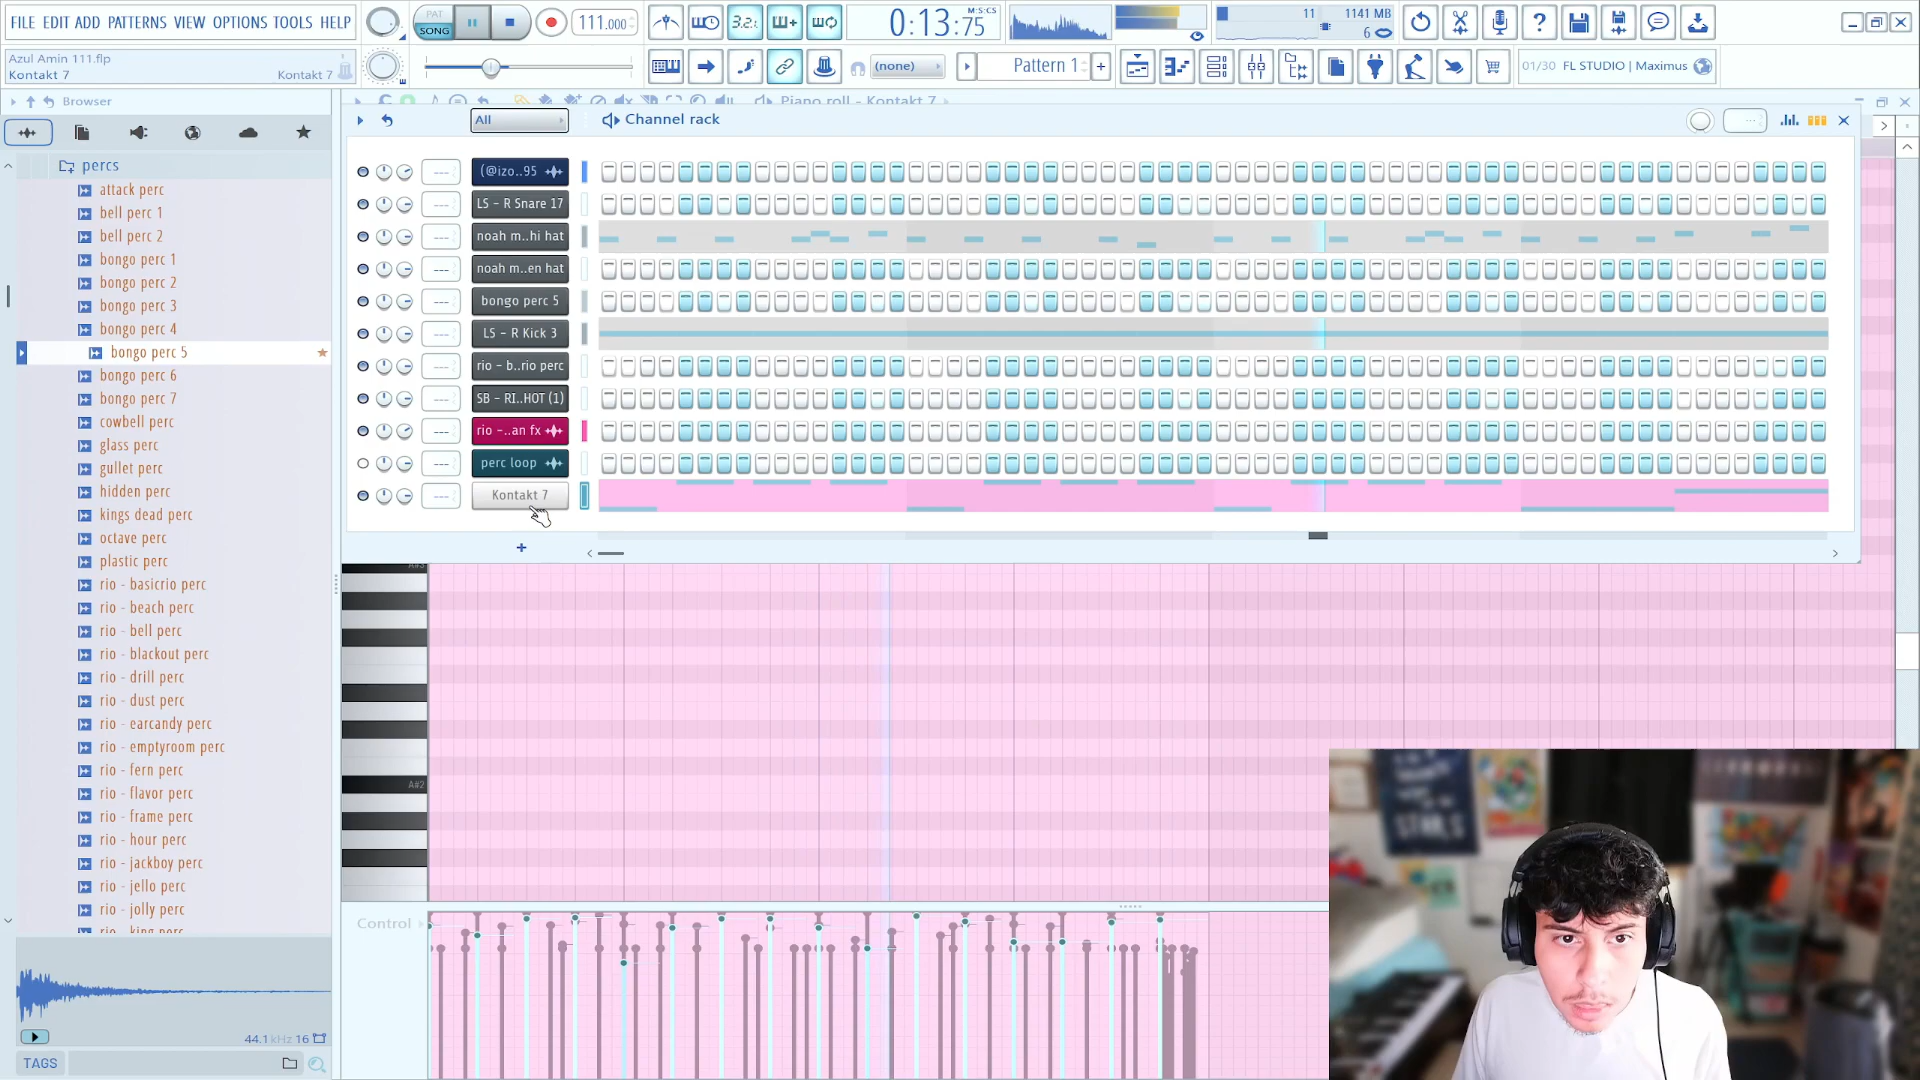 FILE EDIT ADD PATTERNS VIEW OPTIONS TOOLS HELP
PAT
SONG
111.000
3.2.
0:13:75
M:S:CS
11
1141 MB
6
Azul Amin 111.flp
Kontakt 7
Kontakt 7
(none)
Pattern 1
+
01/30 FL STUDIO | Maximus
Browser
Piano roll - Kontakt 7
All
Channel rack
percs
attack perc
bell perc 1
bell perc 2
bongo perc 1
bongo perc 2
bongo perc 3
bongo perc 4
bongo perc 5
bongo perc 6
bongo perc 7
cowbell perc
glass perc
gullet perc
hidden perc
kings dead perc
octave perc
plastic perc
rio - basicrio perc
rio - beach perc
rio - bell perc
rio - blackout perc
rio - drill perc
rio - dust perc
rio - earcandy perc
rio - emptyroom perc
rio - fern perc
rio - flavor perc
rio - frame perc
rio - hour perc
rio - jackboy perc
rio - jello perc
rio - jolly perc
rio - king perc
(@izo..95
LS - R Snare 17
noah m..hi hat
noah m..en hat
bongo perc 5
LS - R Kick 3
rio - b..rio perc
SB - RI..HOT (1)
rio -..an fx
perc loop
Kontakt 7
+
A#3
A#2
Control
44.1 kHz 16
TAGS
STARS